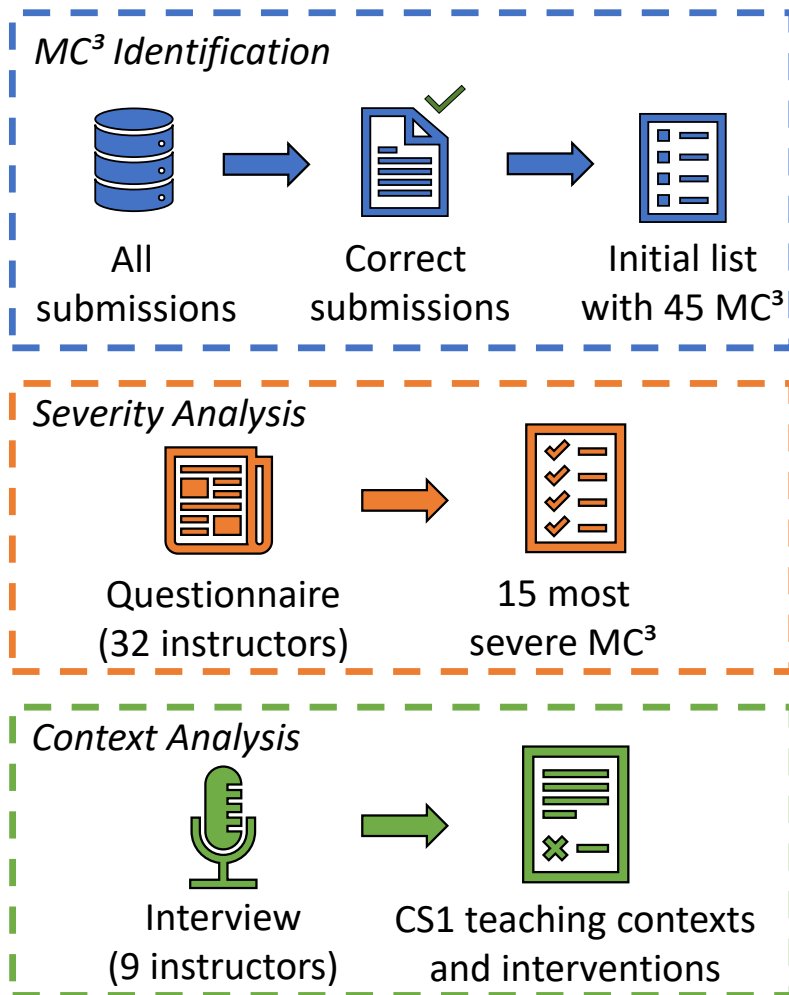 MC³ Identification
All
submissions
Correct
submissions
Initial list
with 45 MC³
Severity Analysis
Questionnaire
(32 instructors)
15 most
severe MC³
Context Analysis
Interview
(9 instructors)
CS1 teaching contexts
and interventions